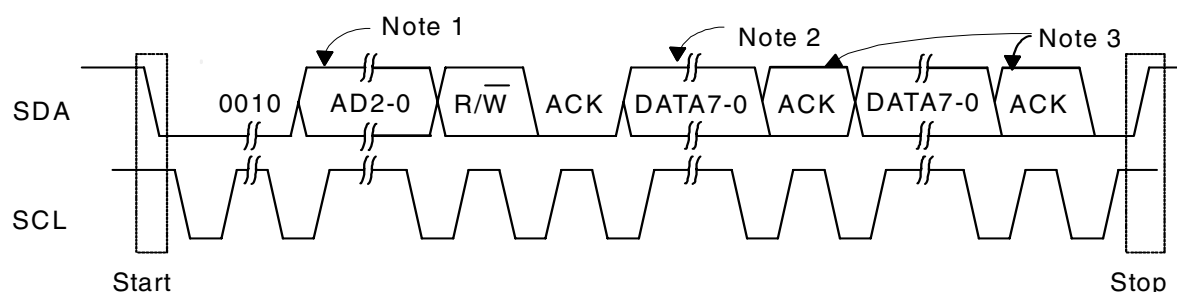 Note 1
Note 2
Note 3
SDA
0010
AD2-0
R/W̅
ACK
DATA7-0
ACK
DATA7-0
ACK
SCL
Start
Stop